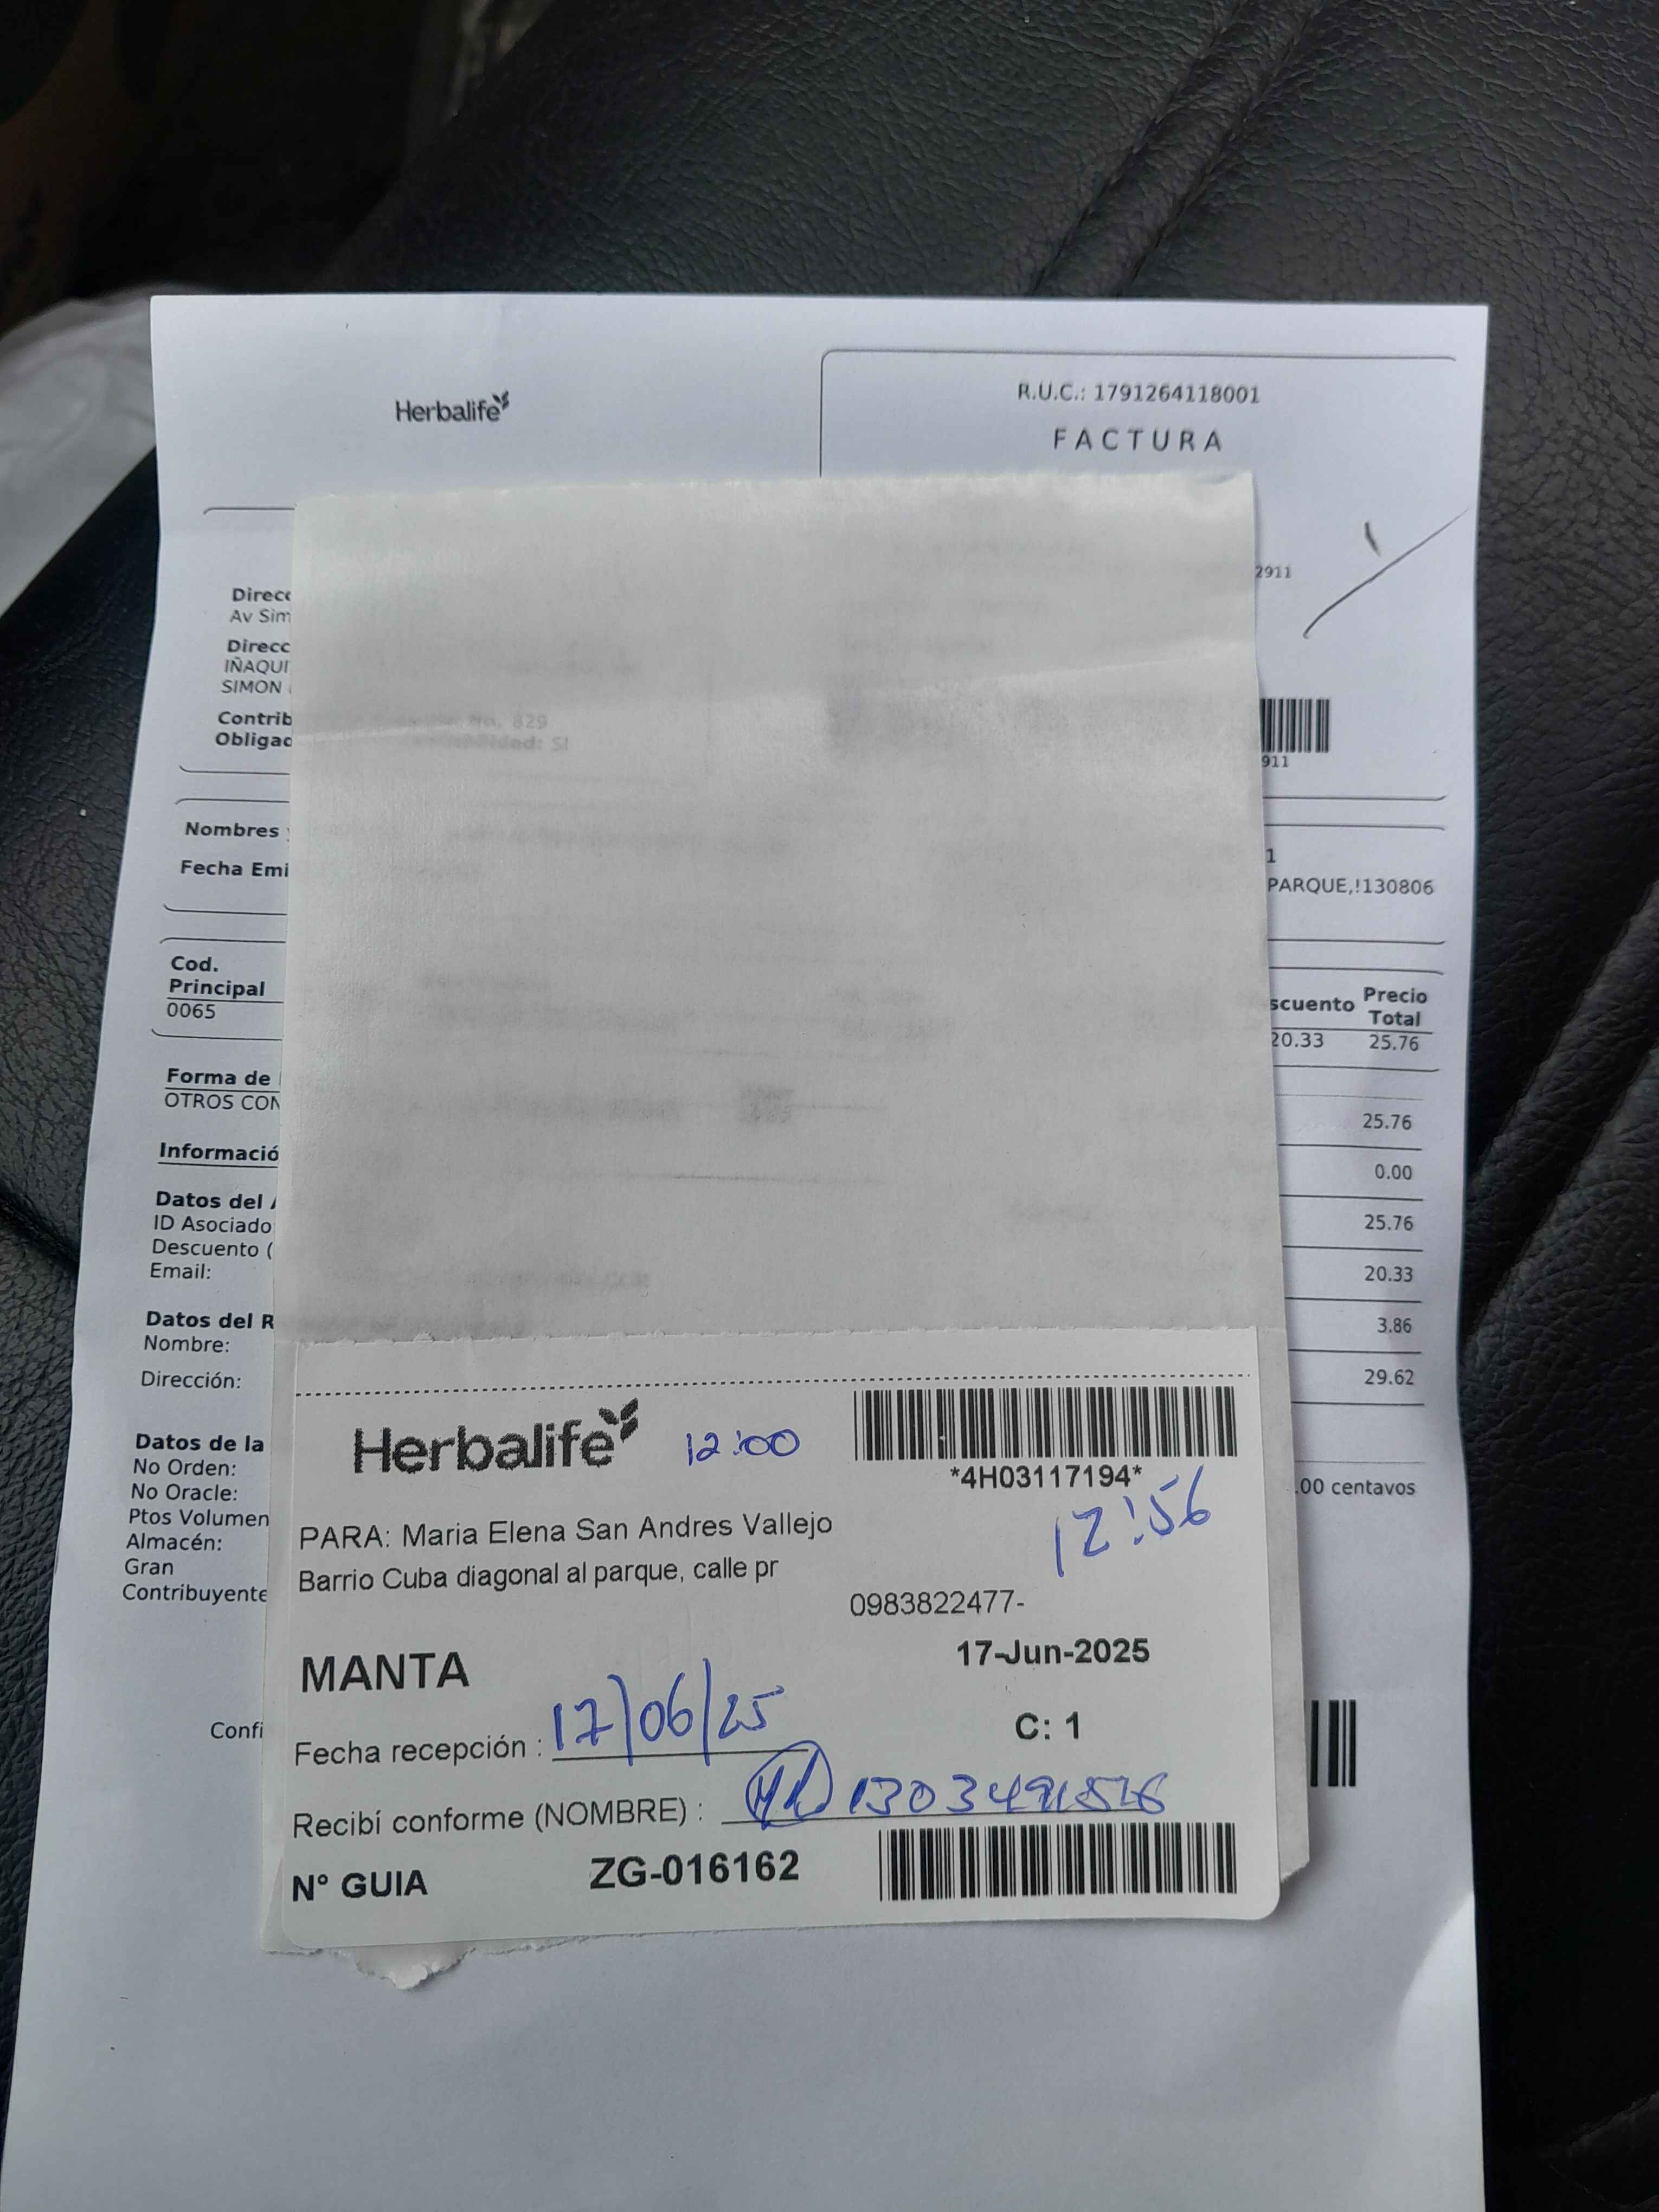 Herbalife
R.U.C.: 1791264118001
FACTURA
2911
Direcc
Av Sim
Direcc
IÑAQUI
SIMON
Contrib No. 829
Obligac dad: SI
911
Nombres
Fecha Emi
1
PARQUE,!130806
Cod.
Principal
0065
scuento
Precio
Total
20.33 25.76
Forma de
OTROS CON
25.76
0.00
25.76
20.33
3.86
29.62
Informació
Datos del
ID Asociado
Descuento (
Email:
Datos del R
Nombre:
Dirección:
Datos de la
No Orden:
No Oracle:
Ptos Volumen
Almacén:
Gran
Contribuyente
.00 centavos
Confi
Herbalife 12:00
*4H03117194*
12:56
PARA: Maria Elena San Andres Vallejo
Barrio Cuba diagonal al parque, calle pr
0983822477-
MANTA
17-Jun-2025
Fecha recepción : 17/06/25
C: 1
Recibí conforme (NOMBRE) :
N° GUIA ZG-016162